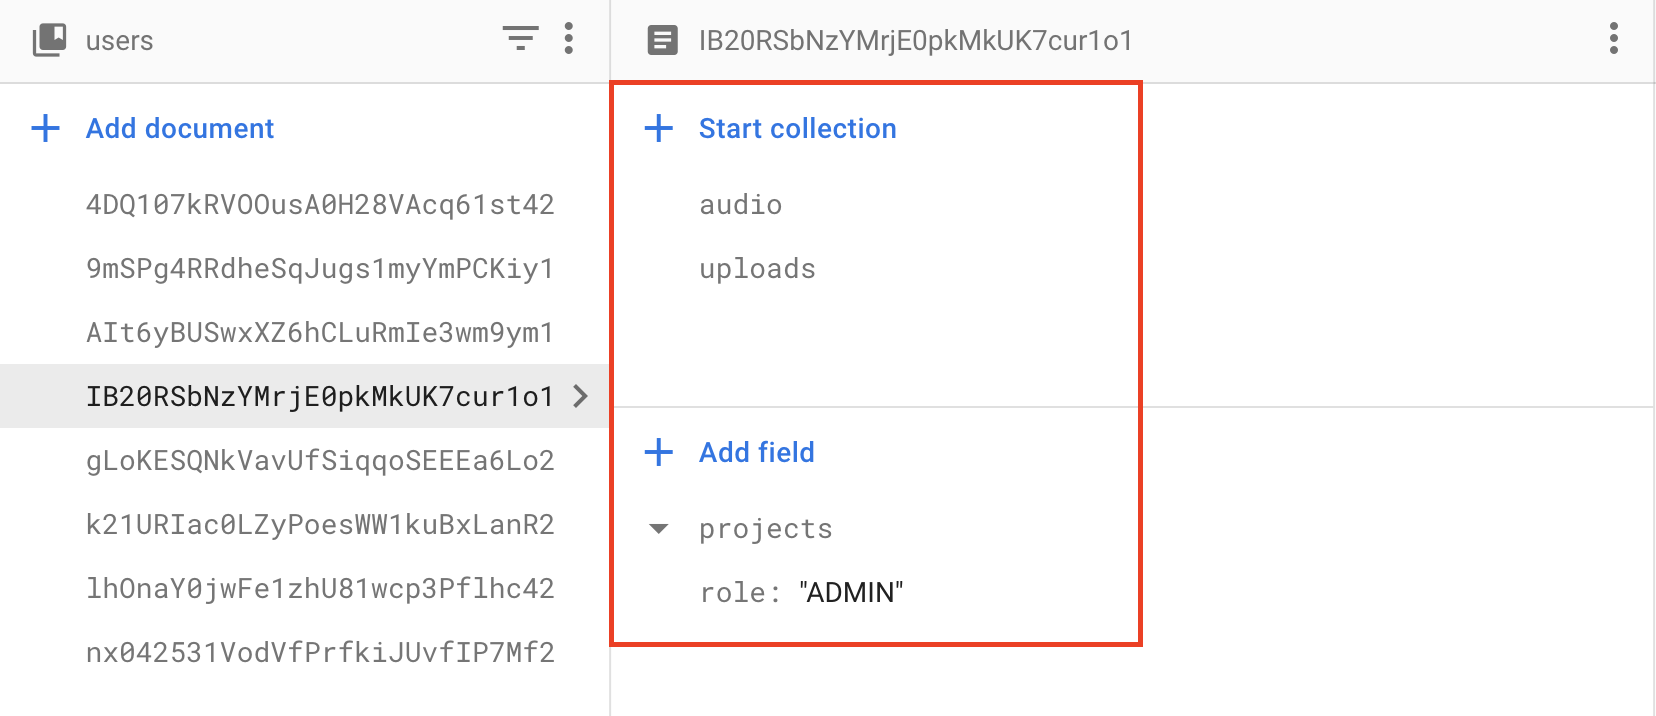 users
Add document
4DQ107kRVOOusA0H28VAcq61st42
9mSPg4RRdheSqJugs1myYmPCKiy1
AIt6yBUSwxXZ6hCLuRmIe3wm9ym1
IB20RSbNzYMrjE0pkMkUK7cur1o1
gLoKESQNkVavUfSiqqoSEEEa6Lo2
k21URIac0LZyPoesWW1kuBxLanR2
lhOnaY0jwFe1zhU81wcp3Pflhc42
nx042531VodVfPrfkiJUvfIP7Mf2
IB20RSbNzYMrjE0pkMkUK7cur1o1
Start collection
audio
uploads
Add field
projects
role: "ADMIN"